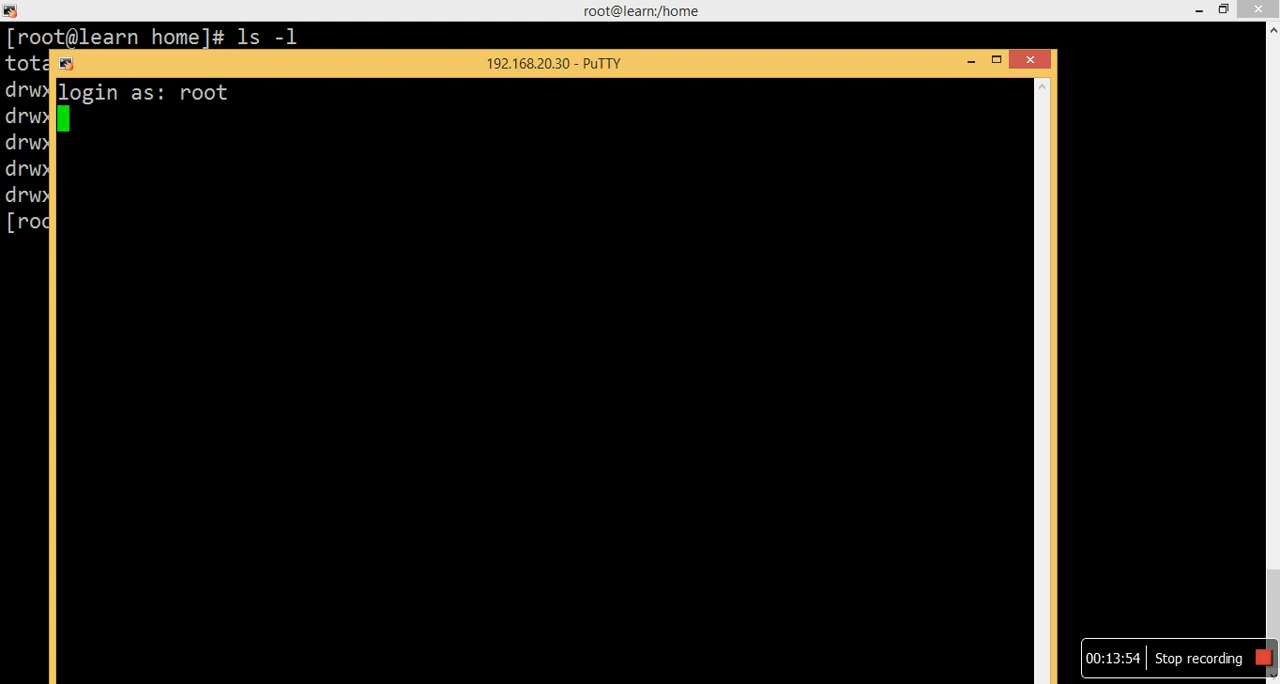 root@learn:/home
[root@learn home]# ls -l
tota
192.168.20.30 - PuTTY
drwx
login as: root
drwx
drwx
drwx
drwx
[roo
00:13:54
Stop recording